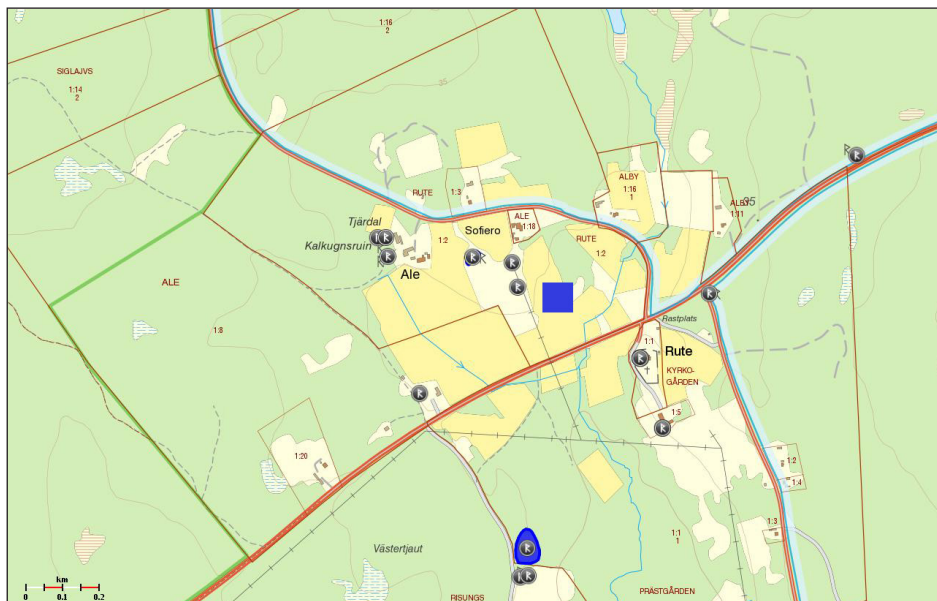 1:16
2
SIGLAJVS
1:14
2
35
ALBY
1:16
1
RUTE
1:3
ALBY
1:11
ALE
1:18
Tjärdal
Sofiero
RUTE
1:2
1:2
Kalkugnsruin
Ale
ALE
Rastplats
1:8
1:1
Rute
KYRKO-
GÅRDEN
1:5
1:20
1:2
1:4
1:3
1:1
1
Västertjaut
km
0 0.1 0.2
RISUNGS
PRÄSTGÅRDEN